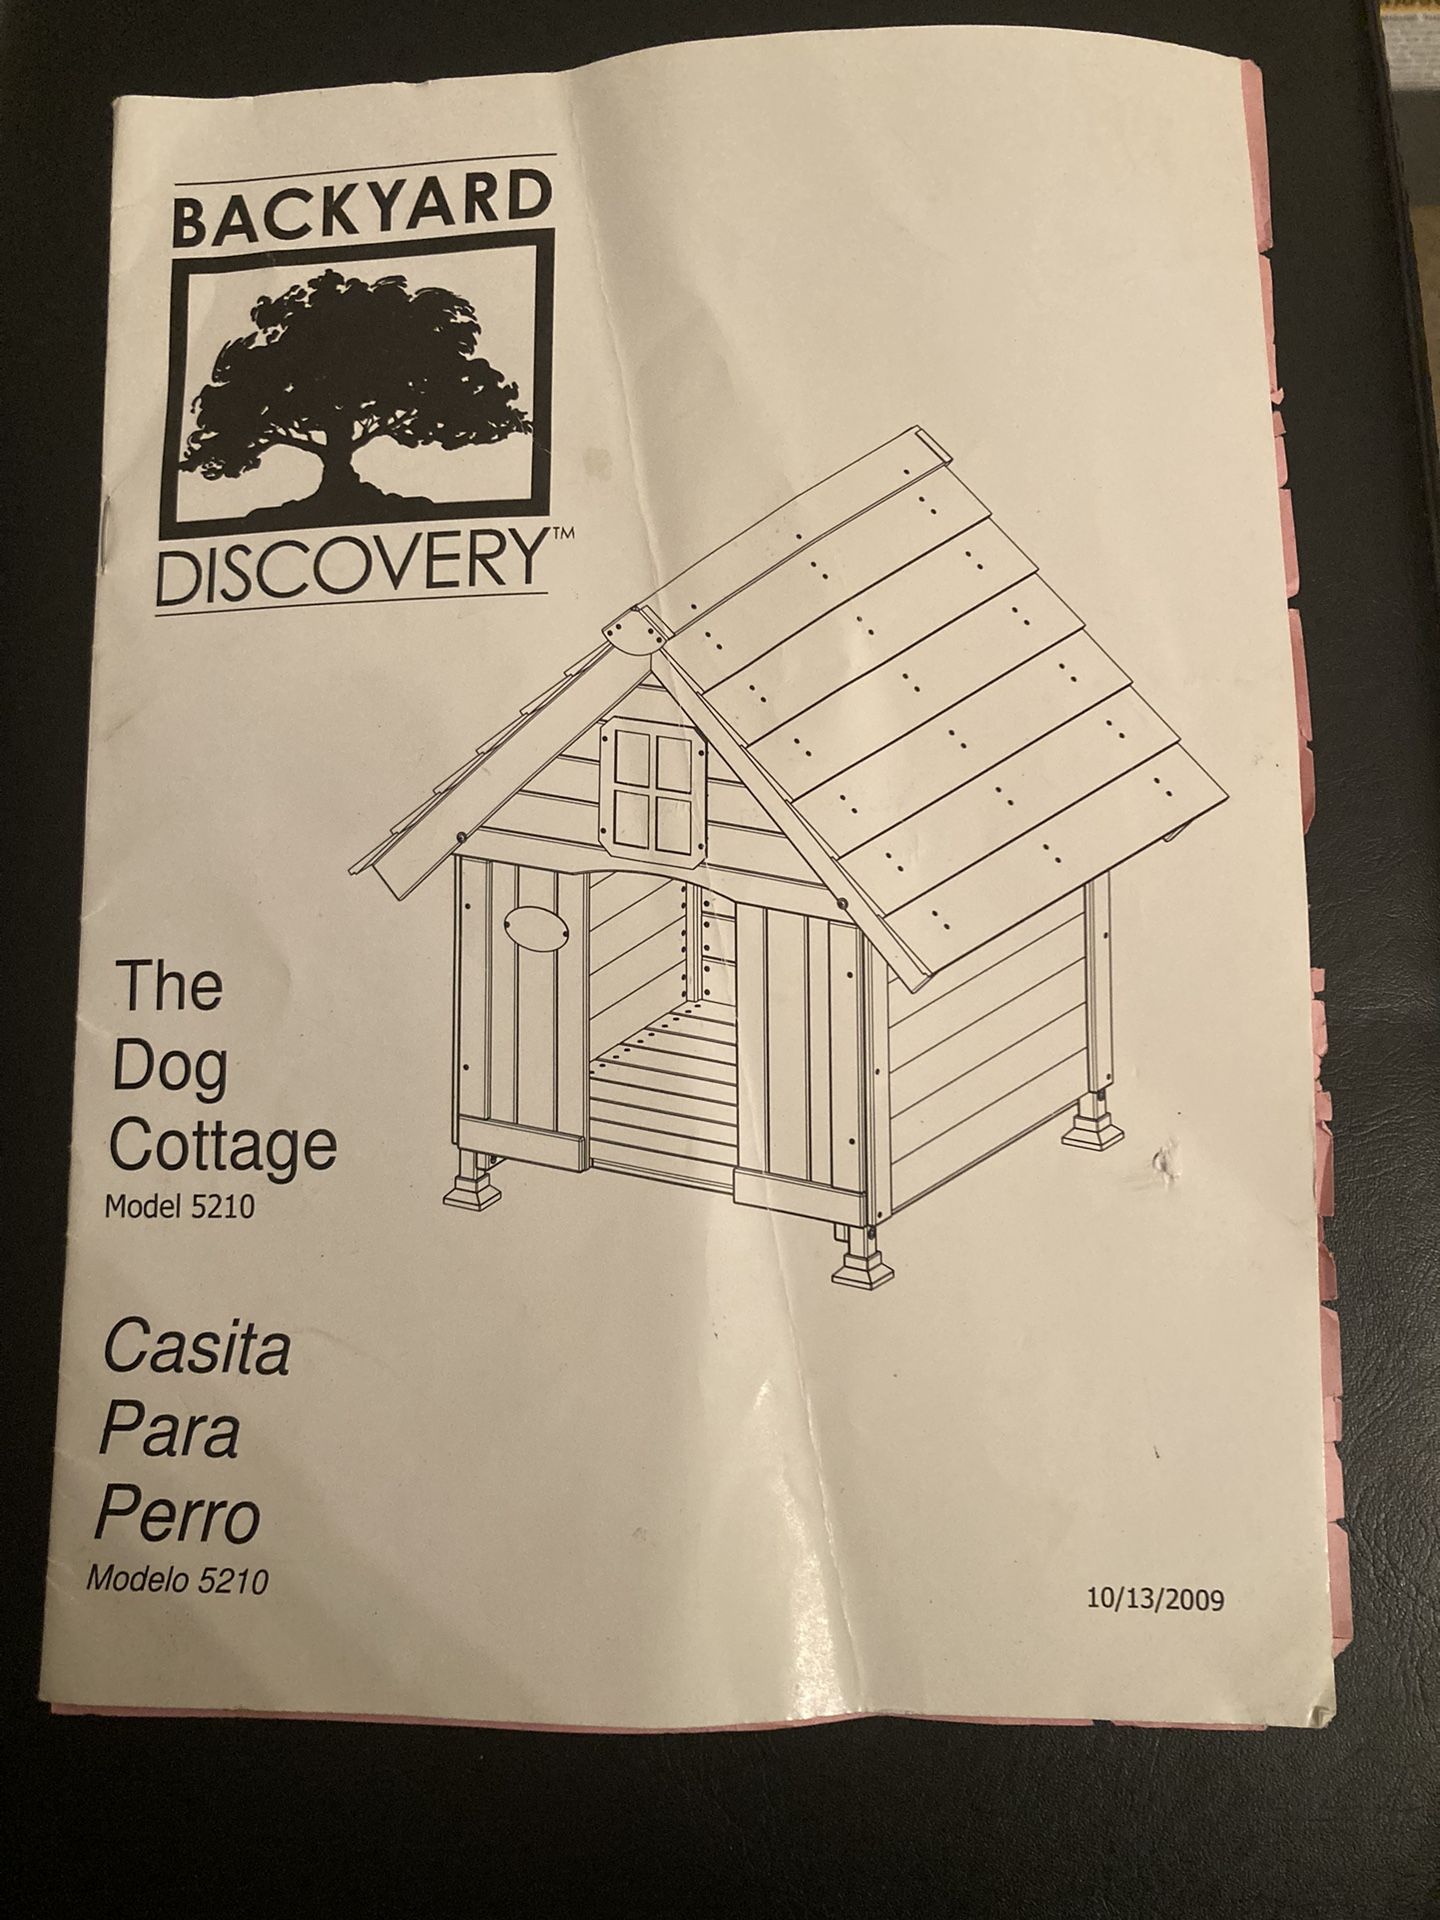 BACKYARD
DISCOVERY™
The
Dog
Cottage
Model 5210
Casita
Para
Perro
Modelo 5210
10/13/2009